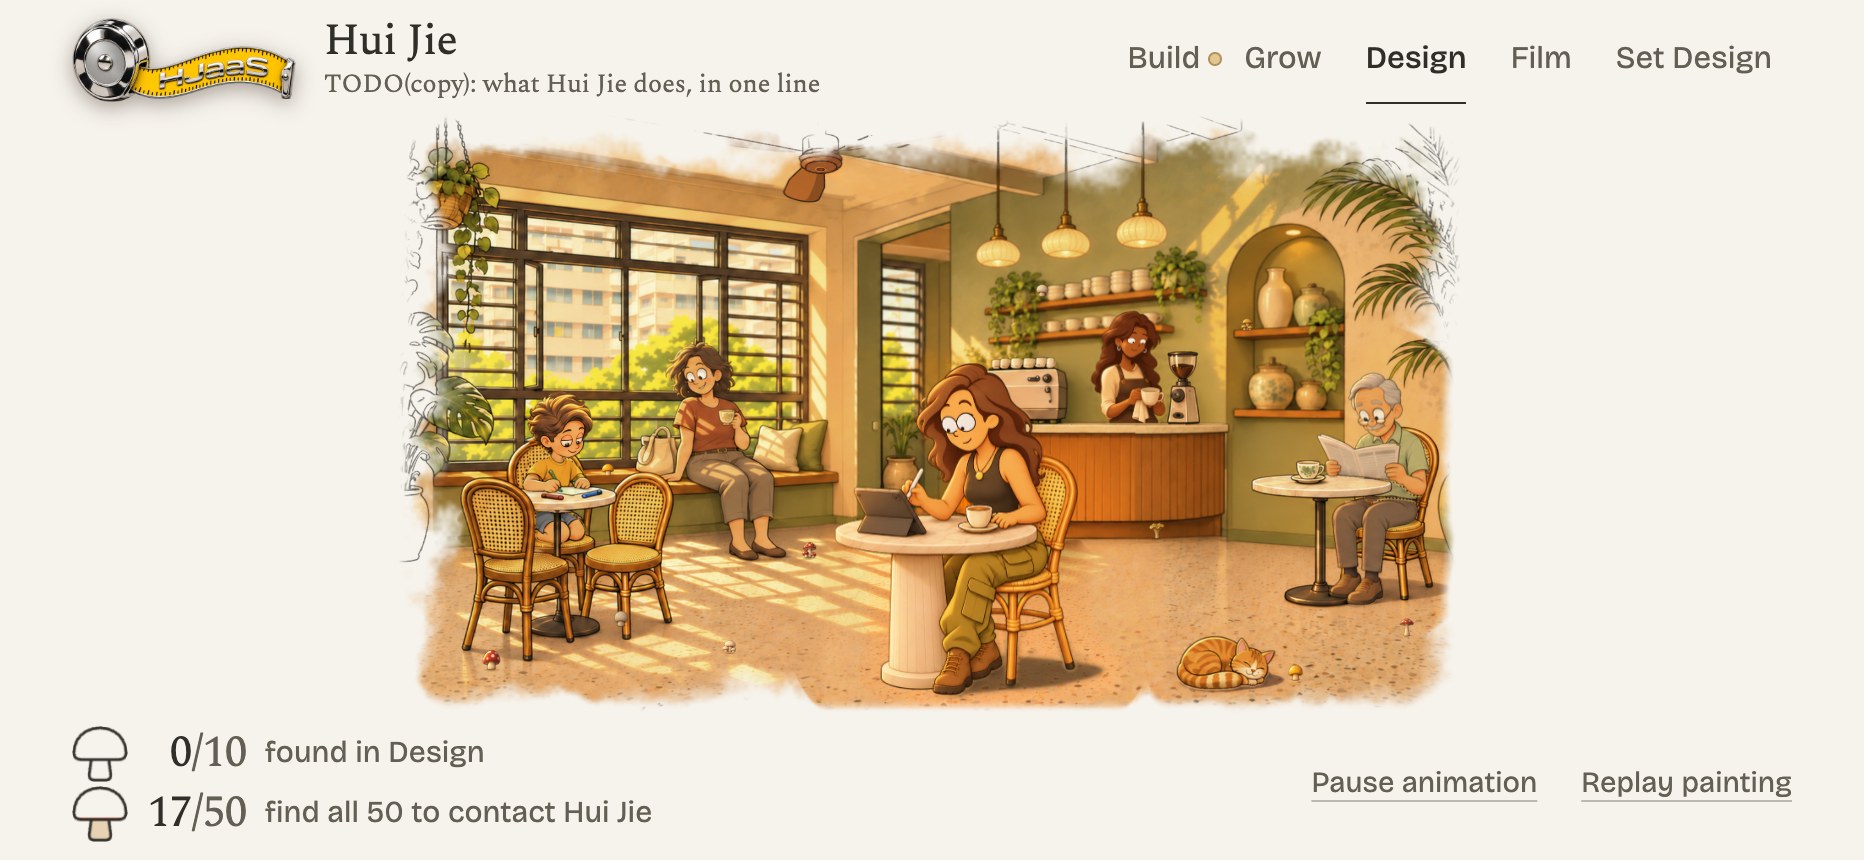 HJaaS
Hui Jie
TODO(copy): what Hui Jie does, in one line
Build
Grow
Design
Film
Set Design
0/10 found in Design
17/50 find all 50 to contact Hui Jie
Pause animation
Replay painting